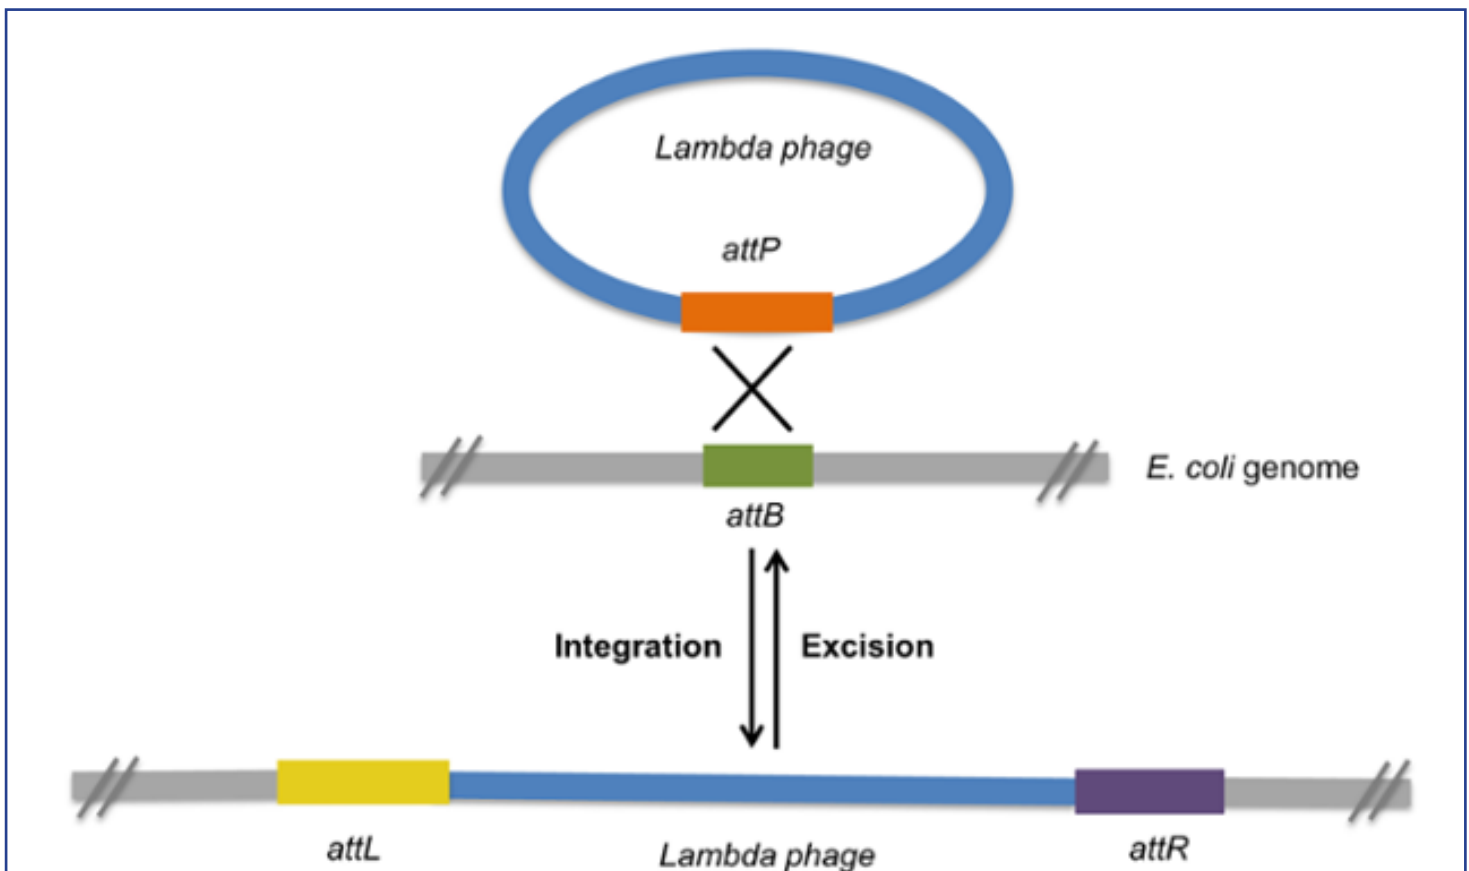 Lambda phage
attP
E. coli genome
attB
Integration Excision
attL Lambda phage attR